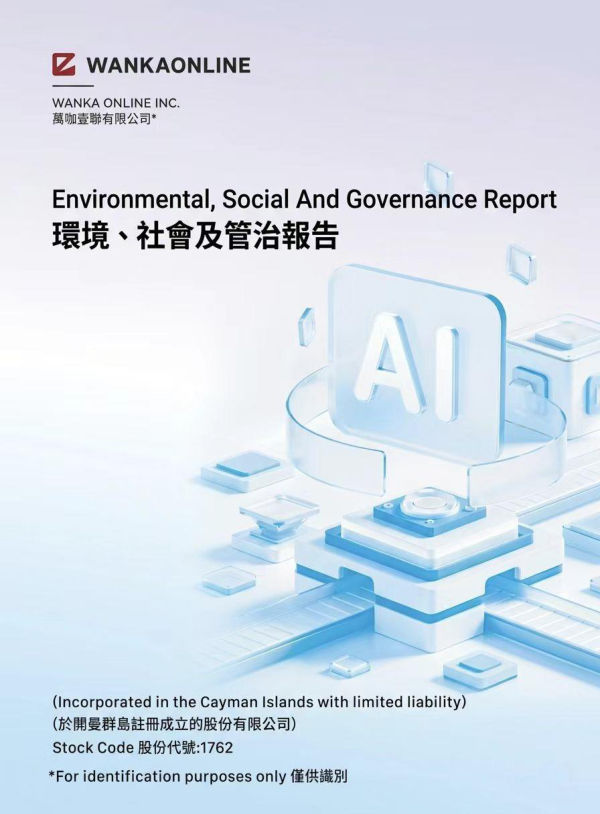 WANKAONLINE
WANKA ONLINE INC.
萬咖壹聯有限公司*
Environmental, Social And Governance Report
環境、社會及管治報告
AI
(Incorporated in the Cayman Islands with limited liability)
(於開曼群島註冊成立的股份有限公司)
Stock Code 股份代號:1762
*For identification purposes only 僅供識別